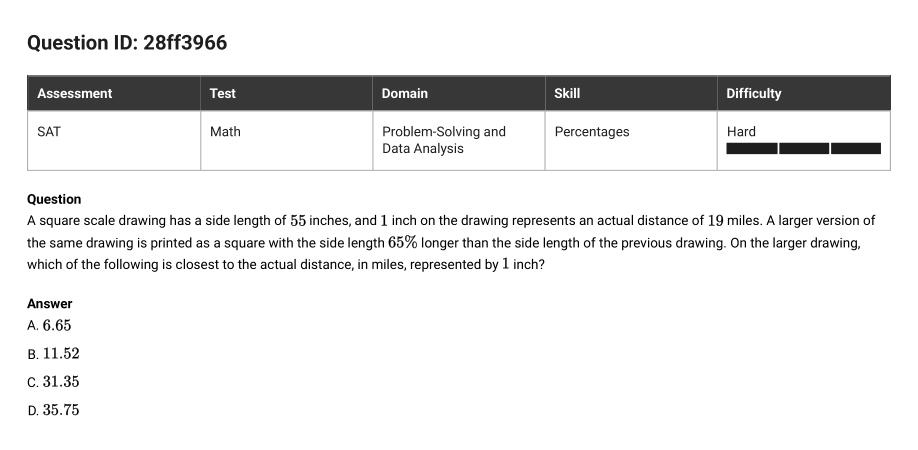 Question ID: 28ff3966
Assessment Test Domain Skill Difficulty
SAT Math Problem-Solving and Data Analysis Percentages Hard
Question
A square scale drawing has a side length of 55 inches, and 1 inch on the drawing represents an actual distance of 19 miles. A larger version of
the same drawing is printed as a square with the side length 65% longer than the side length of the previous drawing. On the larger drawing,
which of the following is closest to the actual distance, in miles, represented by 1 inch?
Answer
A. 6.65
B. 11.52
C. 31.35
D. 35.75